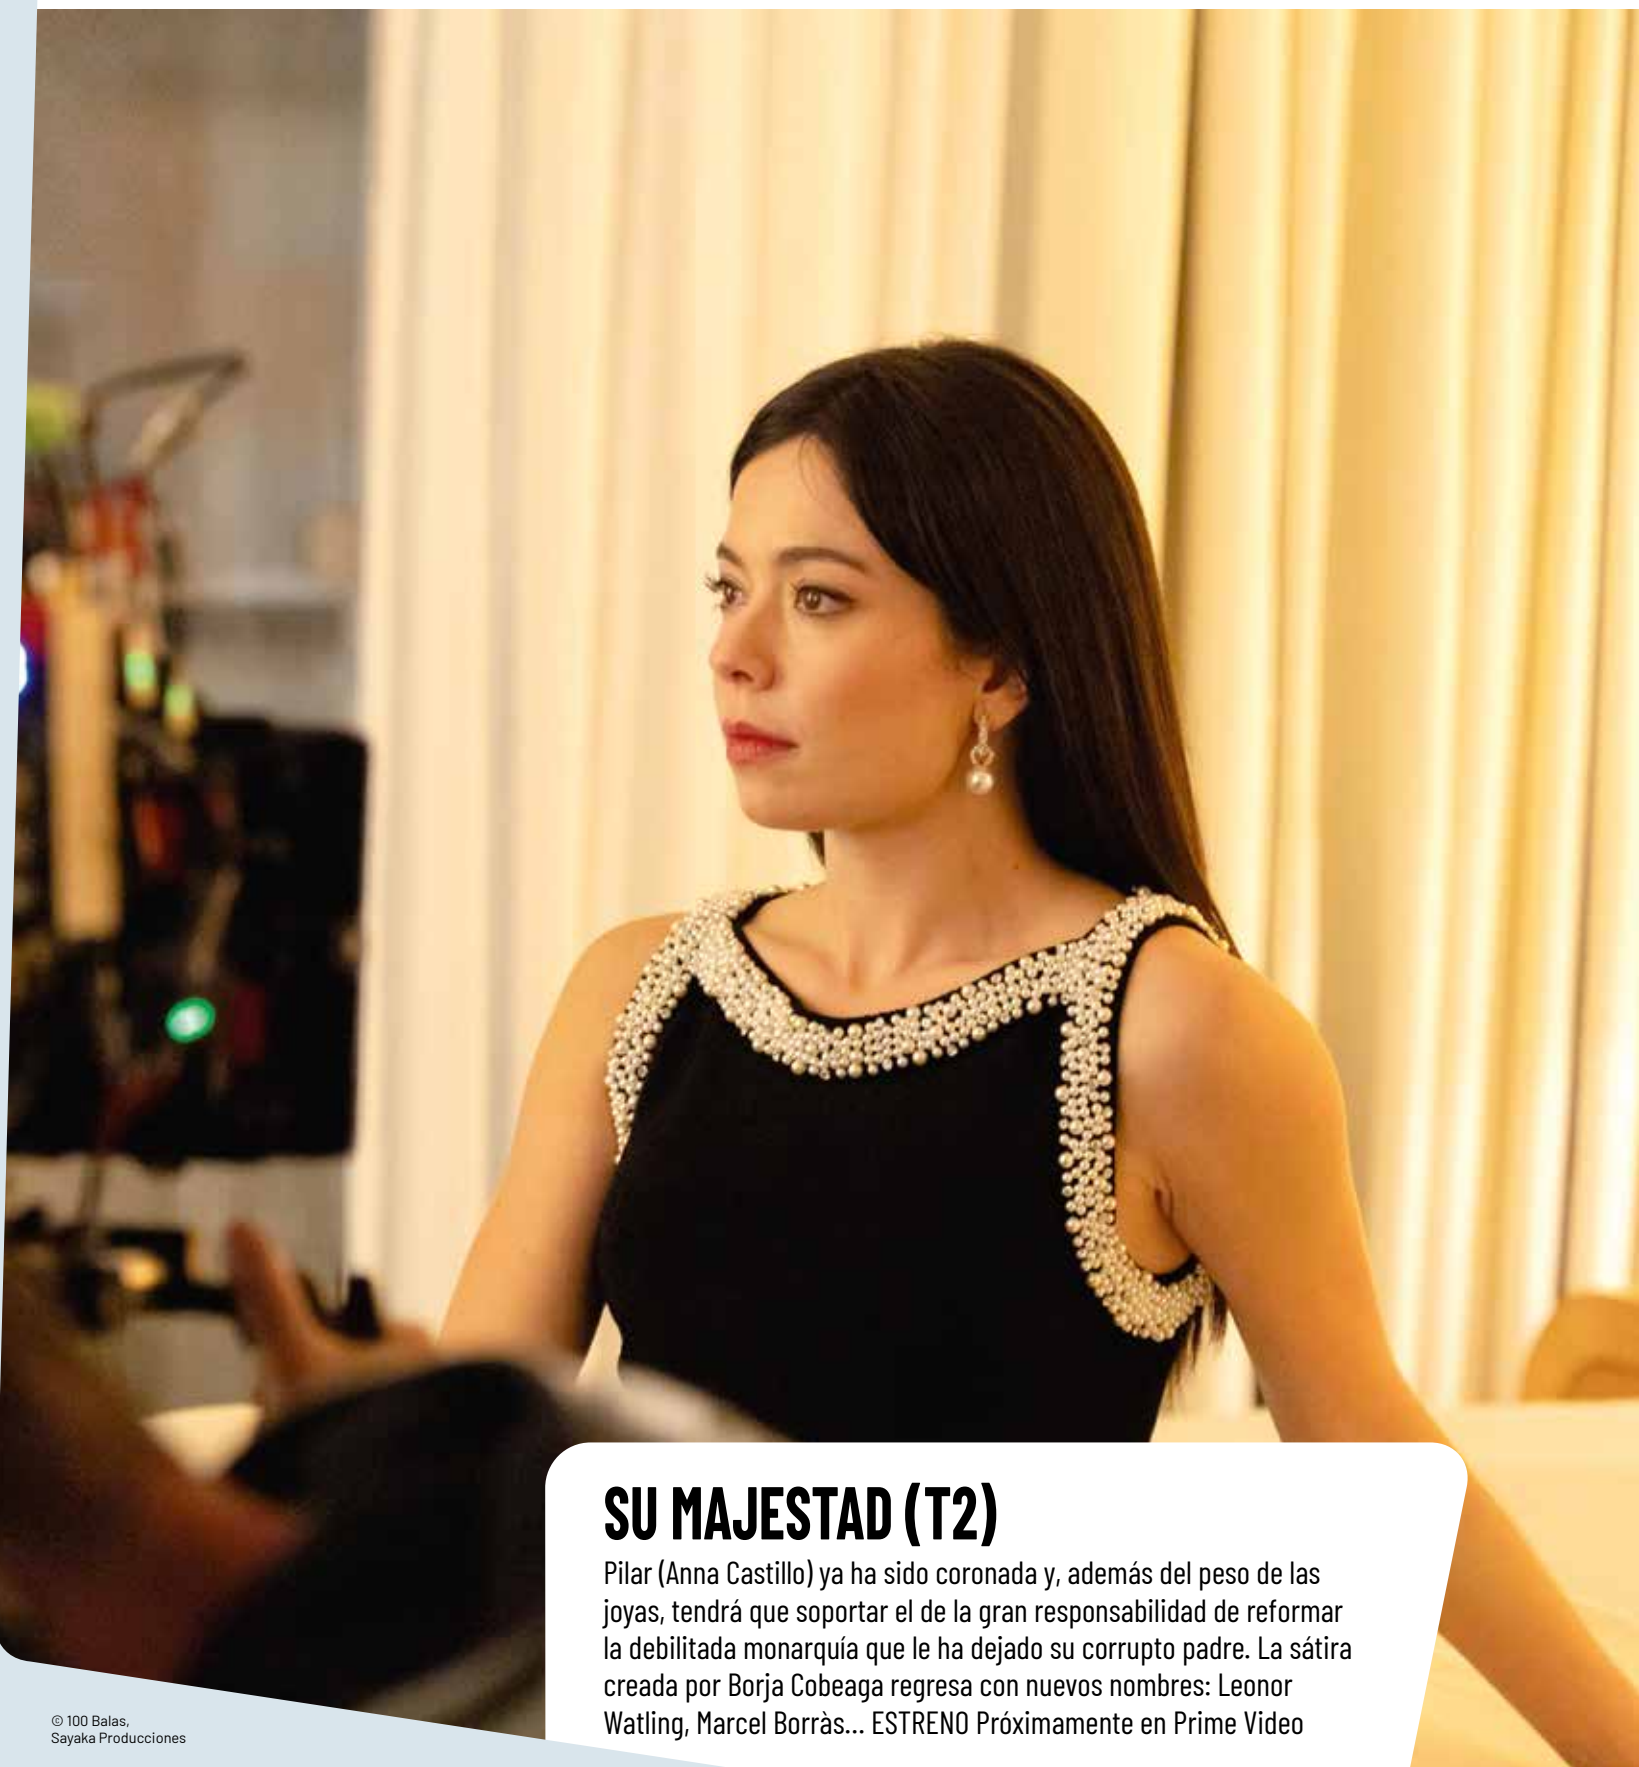 SU MAJESTAD (T2)
Pilar (Anna Castillo) ya ha sido coronada y, además del peso de las
joyas, tendrá que soportar el de la gran responsabilidad de reformar
la debilitada monarquía que le ha dejado su corrupto padre. La sátira
creada por Borja Cobeaga regresa con nuevos nombres: Leonor
Watling, Marcel Borràs... ESTRENO Próximamente en Prime Video
© 100 Balas,
Sayaka Producciones